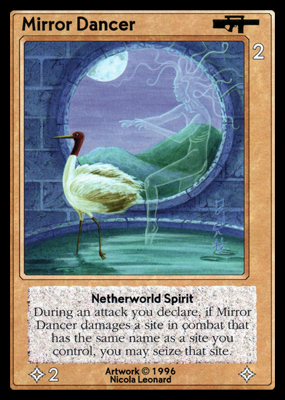 Mirror Dancer
2
Netherworld Spirit
During an attack you declare, if Mirror
Dancer damages a site in combat that
has the same name as a site you
control, you may seize that site.
2
2
Artwork © 1996
Nicola Leonard